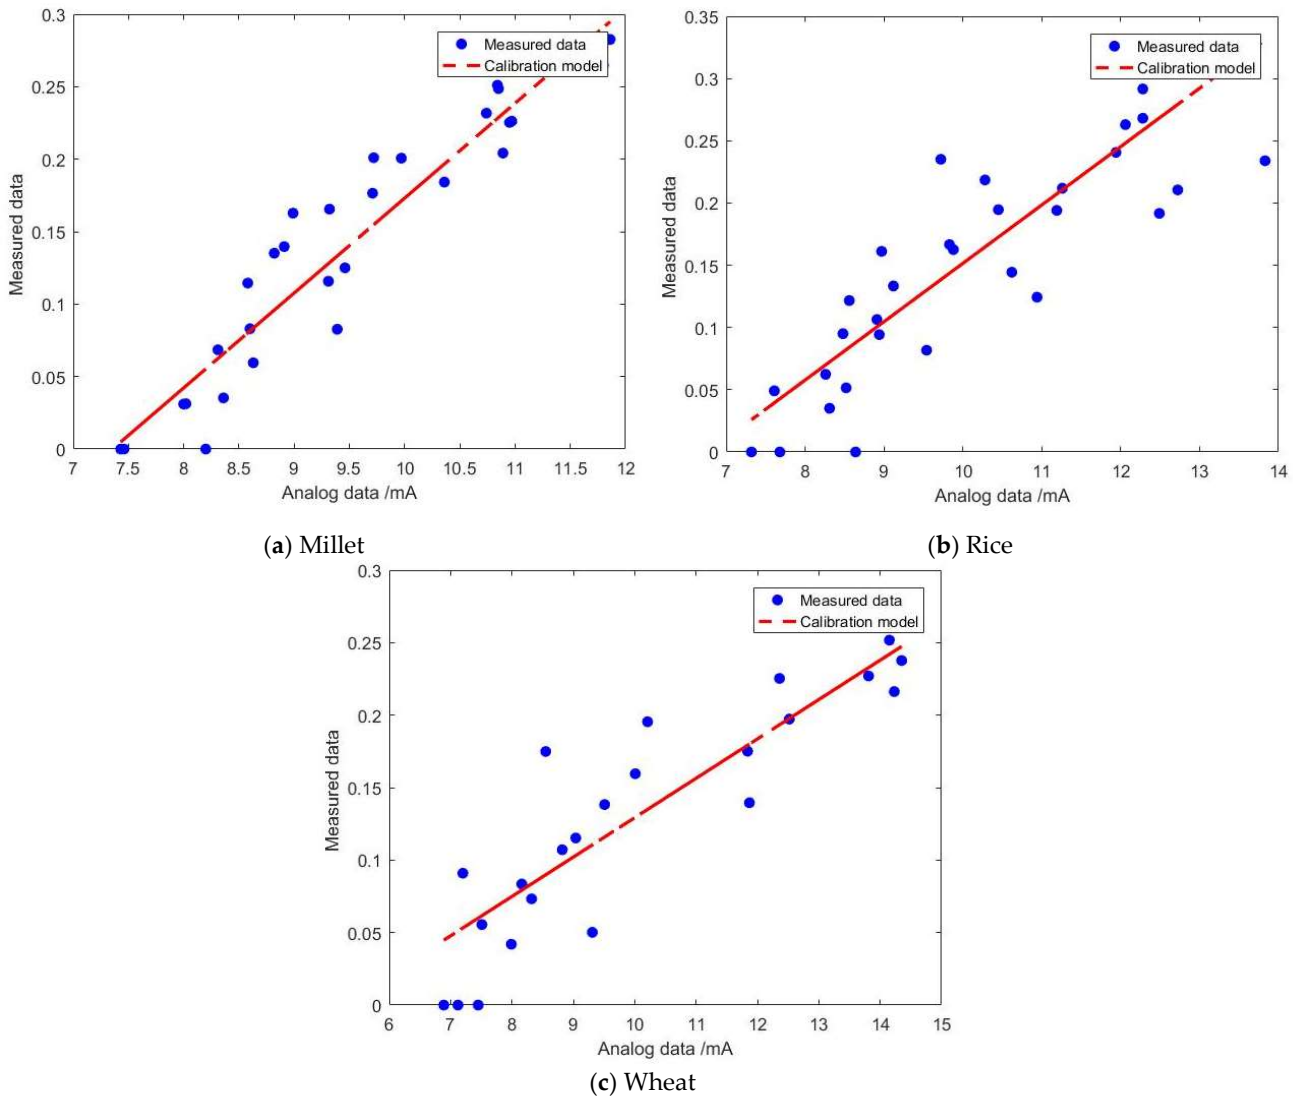 0.3
0.25
0.2
0.15
0.1
0.05
0
Measured data
Measured data
Calibration model
7 7.5 8 8.5 9 9.5 10 10.5 11 11.5 12
Analog data /mA
(a) Millet
0.35
0.3
0.25
0.2
0.15
0.1
0.05
0
Measured data
Measured data
Calibration model
7 8 9 10 11 12 13 14
Analog data /mA
(b) Rice
0.3
0.25
0.2
0.15
0.1
0.05
0
Measured data
Measured data
Calibration model
6 7 8 9 10 11 12 13 14 15
Analog data /mA
(c) Wheat